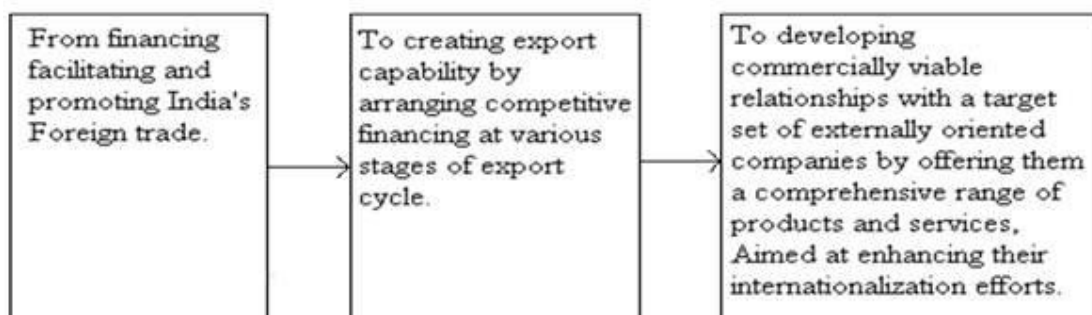 From financing
facilitating and
promoting India's
Foreign trade.
To creating export
capability by
arranging competitive
financing at various
stages of export
cycle.
To developing
commercially viable
relationships with a target
set of externally oriented
companies by offering them
a comprehensive range of
products and services,
Aimed at enhancing their
internationalization efforts.